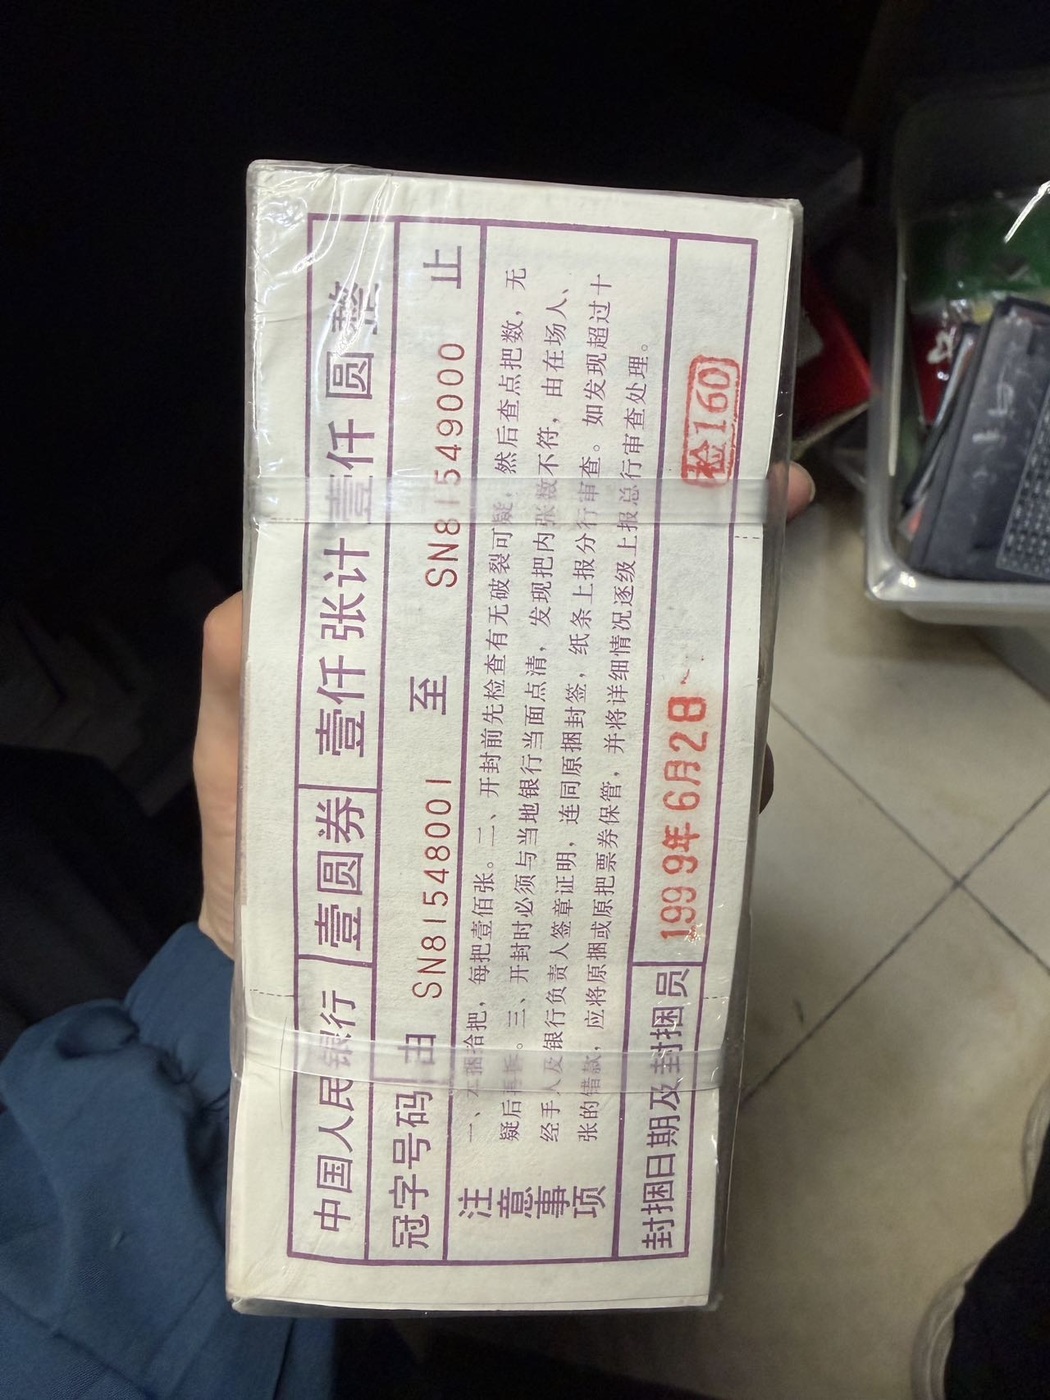 中国人民银行 壹圆券 壹仟张计壹仟圆整
冠字号码 由 SN81548001 至 SN81549000 止
注意事项
一、本捆拾把，每把壹佰张。二、开封前先检查有无破裂可疑，然后查点把数，无
疑后再拆。三、开封时必须与当地银行当面点清，发现把内张数不符，由在场人、
经手人及银行负责人签章证明，连同原捆封签，纸条上报分行审查。如发现超过十
张的借款，应将原捆或原把票券保管，并将详细情况逐级上报总行审查处理。
封捆日期及封捆员 1999年6月28 检160